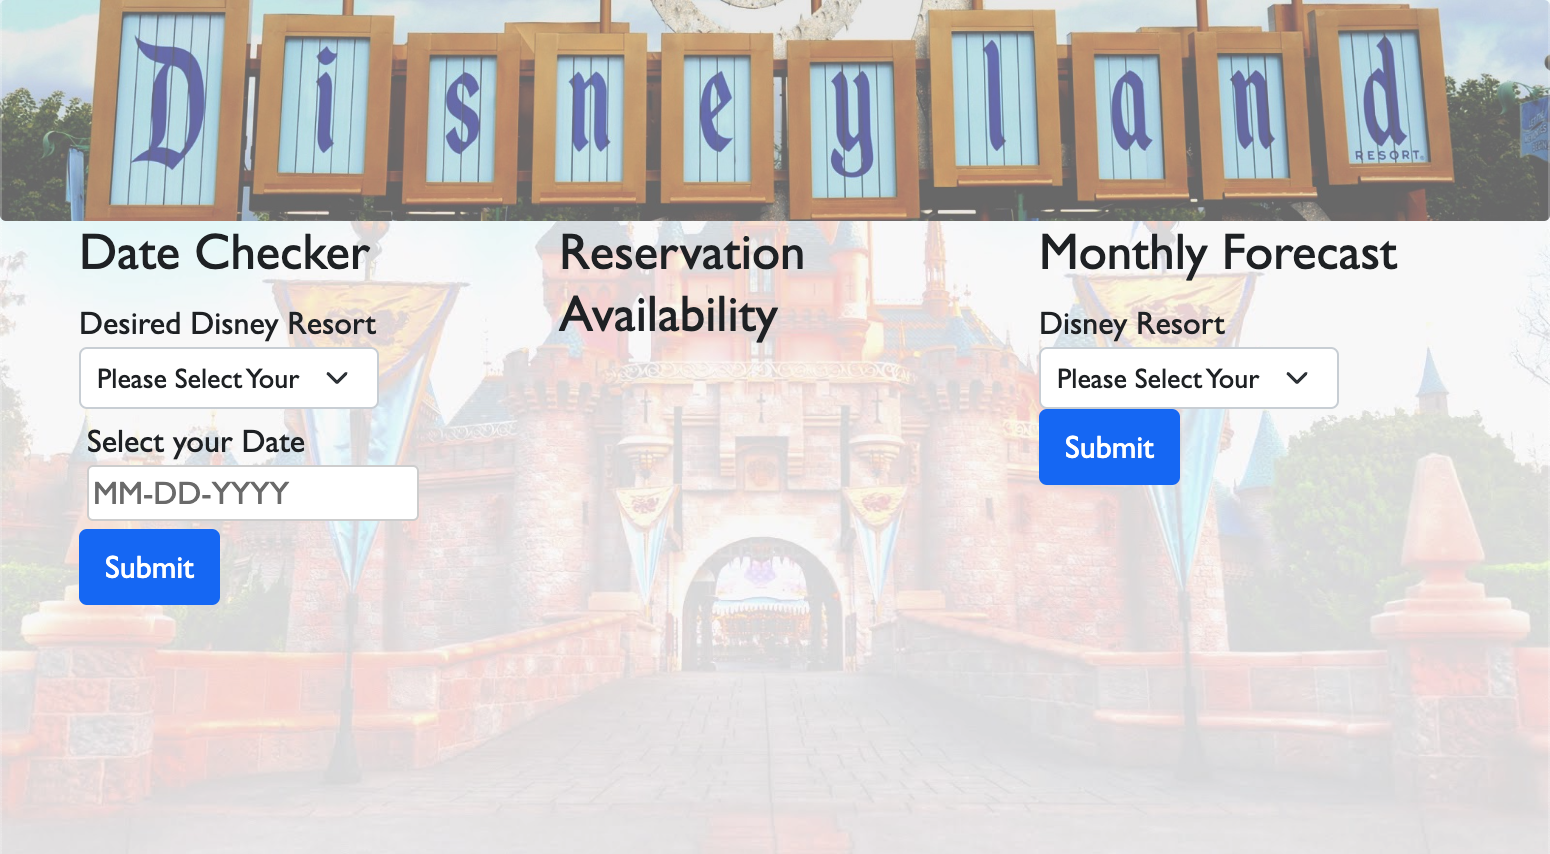 Disneyland
RESORT
Date Checker
Desired Disney Resort
Please Select Your
Select your Date
MM-DD-YYYY
Submit
Reservation
Availability
Monthly Forecast
Disney Resort
Please Select Your
Submit